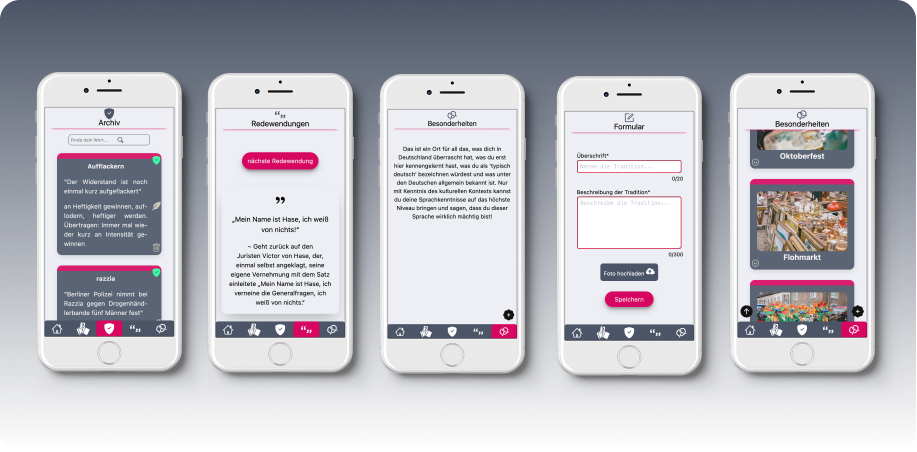 Archiv
Finde dein Wort...
Aufflackern
"Der Widerstand ist noch
einmal kurz aufgeflackert"
an Heftigkeit gewinnen, auf-
lodern, heftiger werden.
Übertragen: Immer mal wie-
der kurz an Intensität ge-
winnen
razzia
"Berliner Polizei nimmt bei
Razzia gegen Drogenhänd-
lerbande fünf Männer fest"
Redewendungen
nächste Redewendung
„Mein Name ist Hase, ich weiß
von nichts!“
~ Geht zurück auf den
Juristen Victor von Hase, der,
einmal selbst angeklagt, seine
eigene Vernehmung mit dem Satz
einleitete „Mein Name ist Hase, ich
verneine die Generalfragen, ich
weiß von nichts.“
Besonderheiten
Das ist ein Ort für all das, was dich in
Deutschland überrascht hat, was du erst
hier kennengelernt hast, was du als 'typisch
deutsch' bezeichnen würdest und was unter
den Deutschen allgemein bekannt ist. Nur
mit Kenntnis des kulturellen Kontexts kannst
du deine Sprachkenntnisse auf das höchste
Niveau bringen und sagen, dass du dieser
Sprache wirklich mächtig bist!
Formular
Überschrift*
Nenne die Tradition...
0/20
Beschreibung der Tradition*
Beschreibe die Tradition...
0/300
Foto hochladen
Speichern
Besonderheiten
Oktoberfest
Flohmarkt